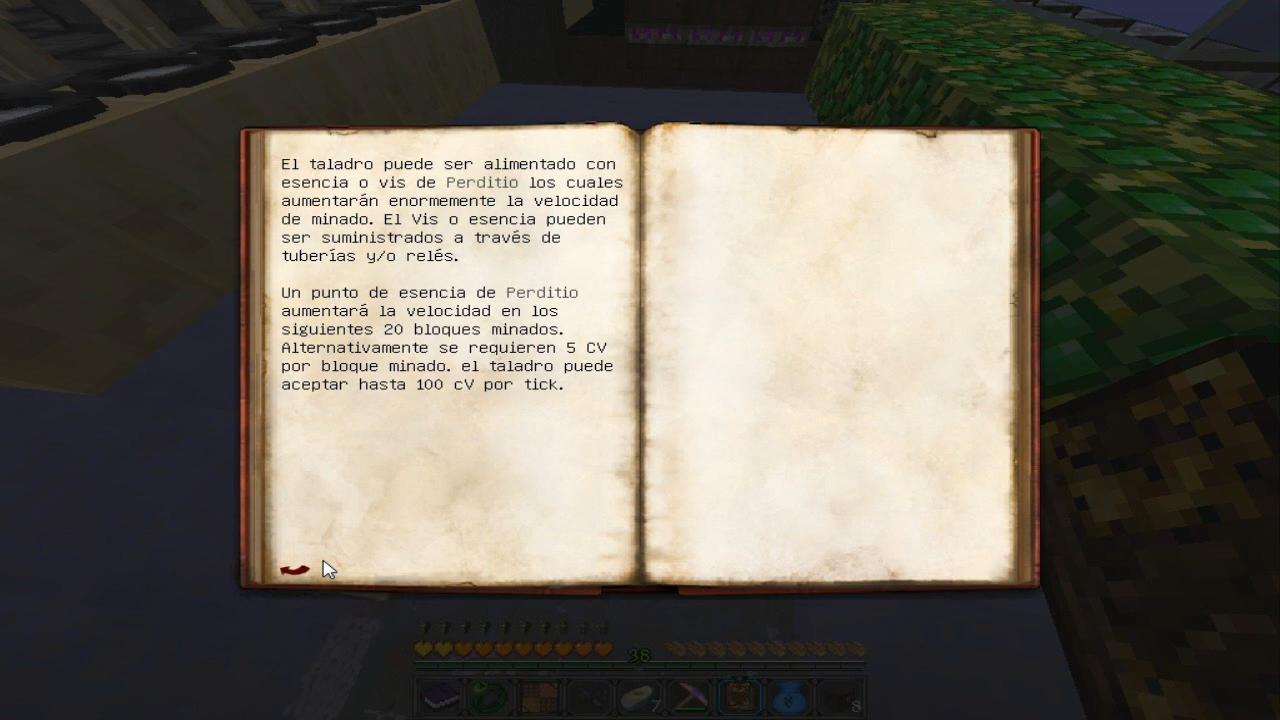 El taladro puede ser alimentado con
esencia o vis de Perditio los cuales
aumentarán enormemente la velocidad
de minado. El Vis o esencia pueden
ser suministrados a través de
tuberías y/o relés.
Un punto de esencia de Perditio
aumentará la velocidad en los
siguientes 20 bloques minados.
Alternativamente se requieren 5 CV
por bloque minado. el taladro puede
aceptar hasta 100 cV por tick.
38
7
8